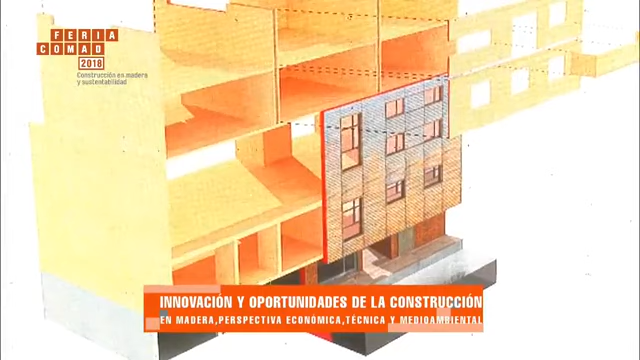 FERIA
COMAD
2018
Construcción en madera
y sustentabilidad
INNOVACIÓN Y OPORTUNIDADES DE LA CONSTRUCCIÓN
EN MADERA,PERSPECTIVA ECONÓMICA,TÉCNICA Y MEDIOAMBIENTAL